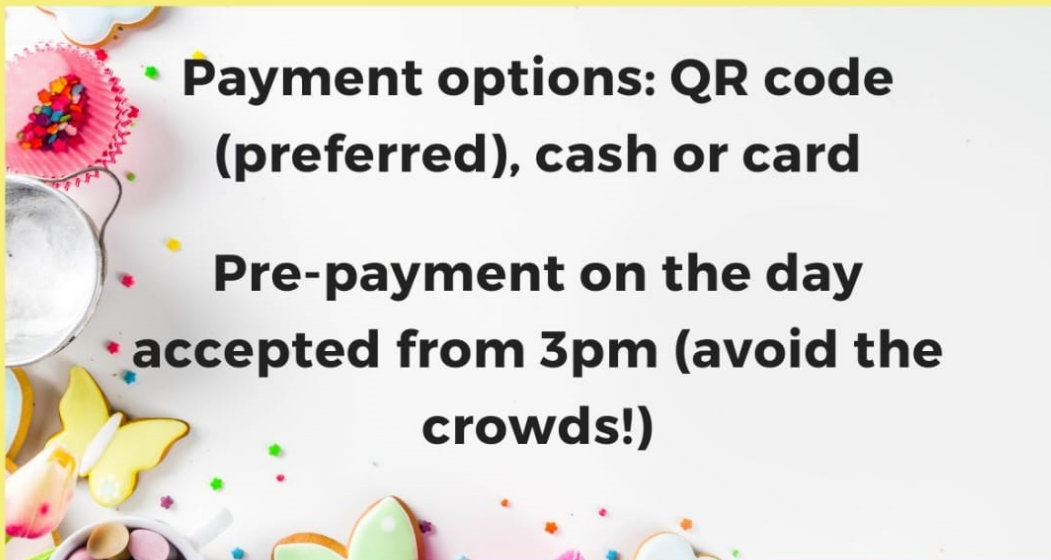 Payment options: QR code
(preferred), cash or card
Pre-payment on the day
accepted from 3pm (avoid the
crowds!)